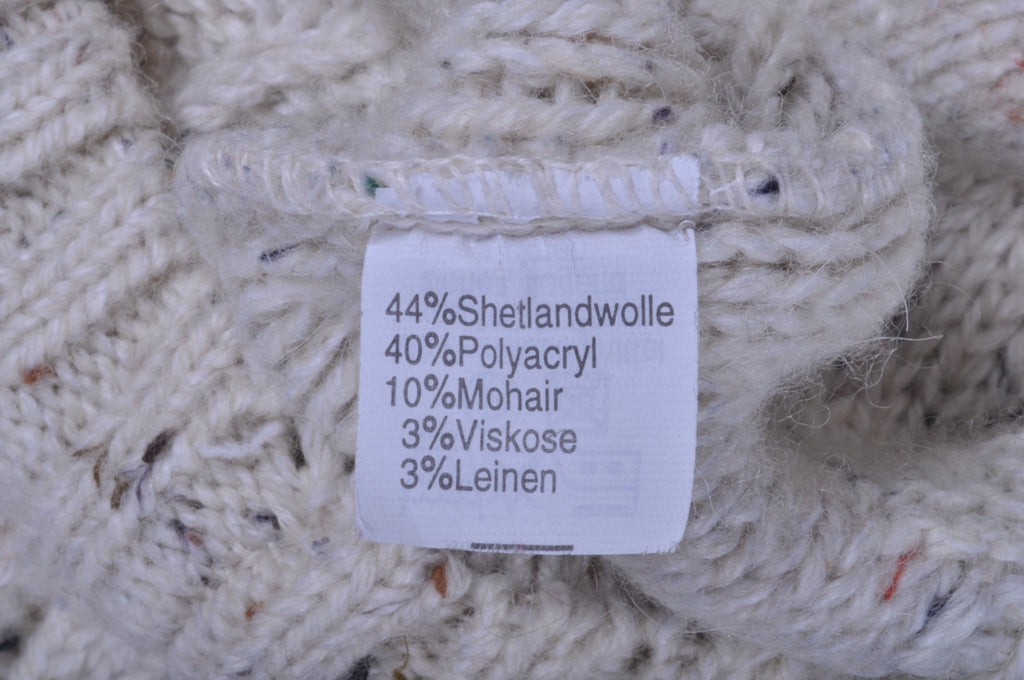 44%Shetlandwolle
40%Polyacryl
10%Mohair
3%Viskose
3%Leinen